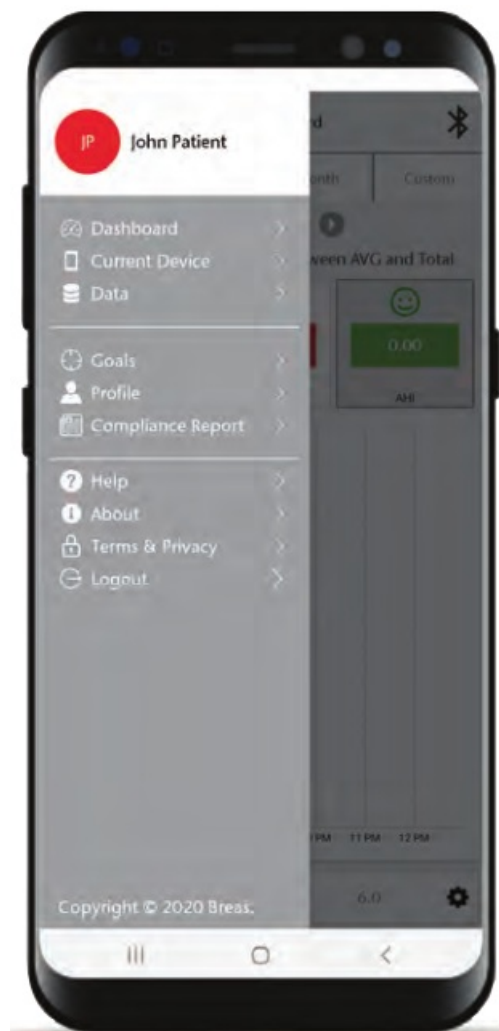 JP
John Patient
Dashboard
Current Device
Data
Goals
Profile
Compliance Report
Help
About
Terms & Privacy
Logout
Copyright © 2020 Breas.
Custom
AVG and Total
0.00
AHI
11 PM
12 PM
6.0